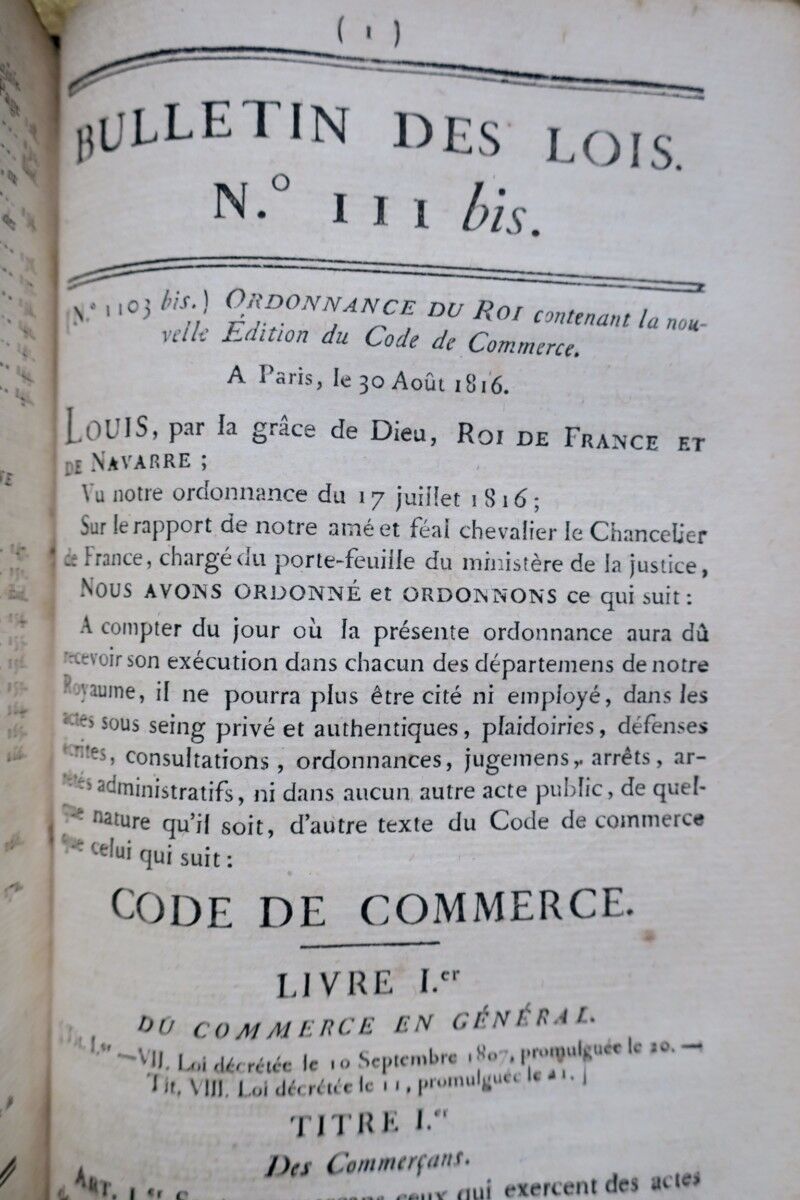 ( 1 )
BULLETIN DES LOIS.
N.° 111 bis.
N.° 1103 bis.) ORDONNANCE DU ROI contenant la nou-
velle Édition du Code de Commerce.
A Paris, le 30 Août 1816.
LOUIS, par la grâce de Dieu, ROI DE FRANCE ET
DE NAVARRE ;
Vu notre ordonnance du 17 juillet 1816 ;
Sur le rapport de notre amé et féal chevalier le Chancelier
de France, chargé du porte-feuille du ministère de la justice,
NOUS AVONS ORDONNÉ et ORDONNONS ce qui suit :
A compter du jour où la présente ordonnance aura dû
recevoir son exécution dans chacun des départemens de notre
Royaume, il ne pourra plus être cité ni employé, dans les
actes sous seing privé et authentiques, plaidoiries, défenses
écrites, consultations, ordonnances, jugemens, arrêts, ar-
rêtés administratifs, ni dans aucun autre acte public, de quel-
que nature qu'il soit, d'autre texte du Code de commerce
que celui qui suit :
CODE DE COMMERCE.
LIVRE I.er
DU COMMERCE EN GÉNÉRAL.
I.er —VII. Loi décrétée le 10 Septembre 1807, promulguée le 20. —
Tit. VIII. Loi décrétée le 11, promulguée le 21.
TITRE I.er
Des Commerçans.
ART. I.er
ceux qui exercent des actes